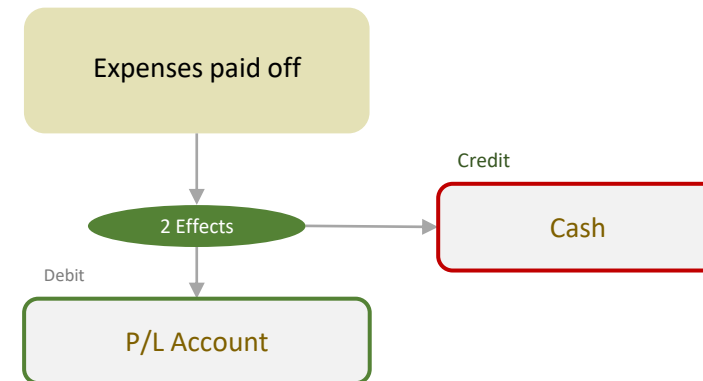 Expenses paid off
Credit
2 Effects
Cash
Debit
P/L Account